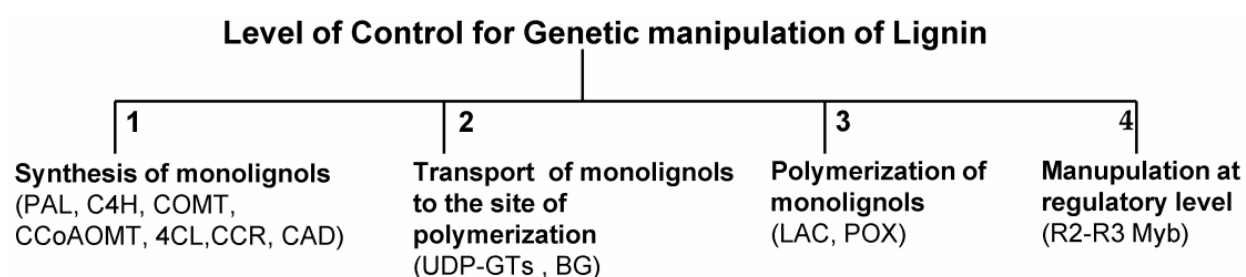 Level of Control for Genetic manipulation of Lignin
1
Synthesis of monolignols
(PAL, C4H, COMT,
CCoAOMT, 4CL,CCR, CAD)
2
Transport of monolignols
to the site of
polymerization
(UDP-GTs , BG)
3
Polymerization of
monolignols
(LAC, POX)
4
Manupulation at
regulatory level
(R2-R3 Myb)